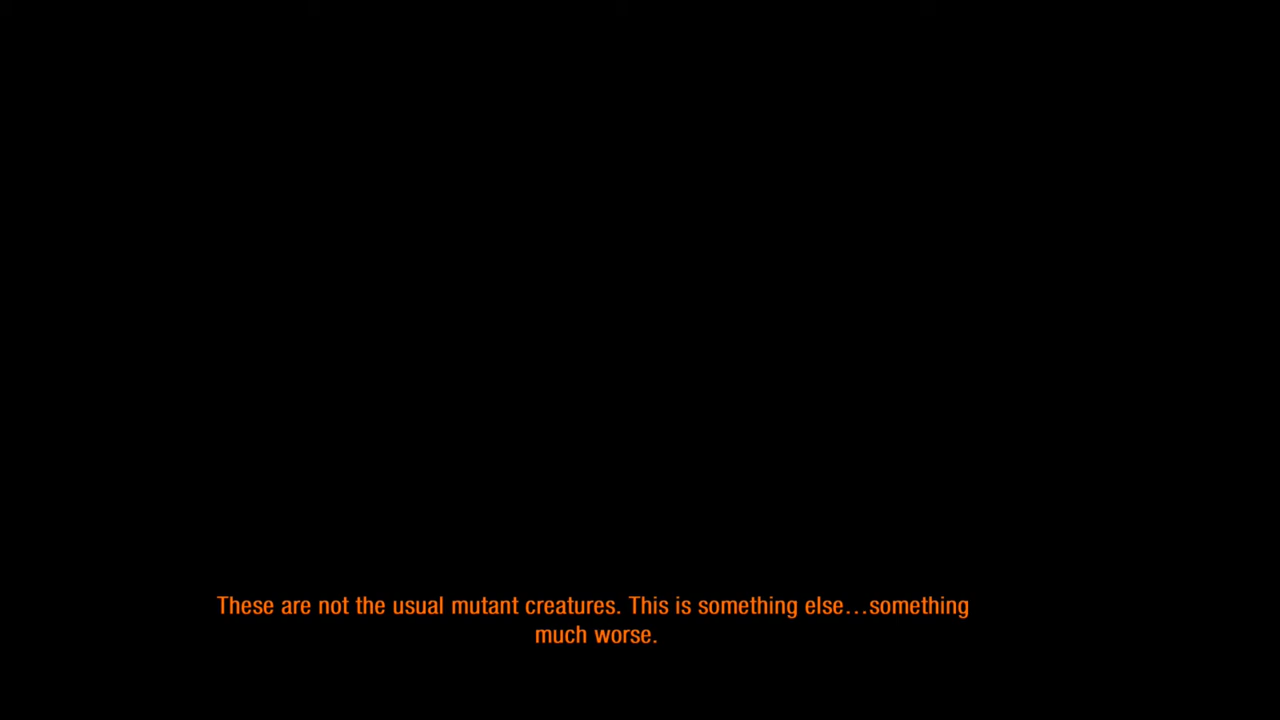 These are not the usual mutant creatures. This is something else...something
much worse.